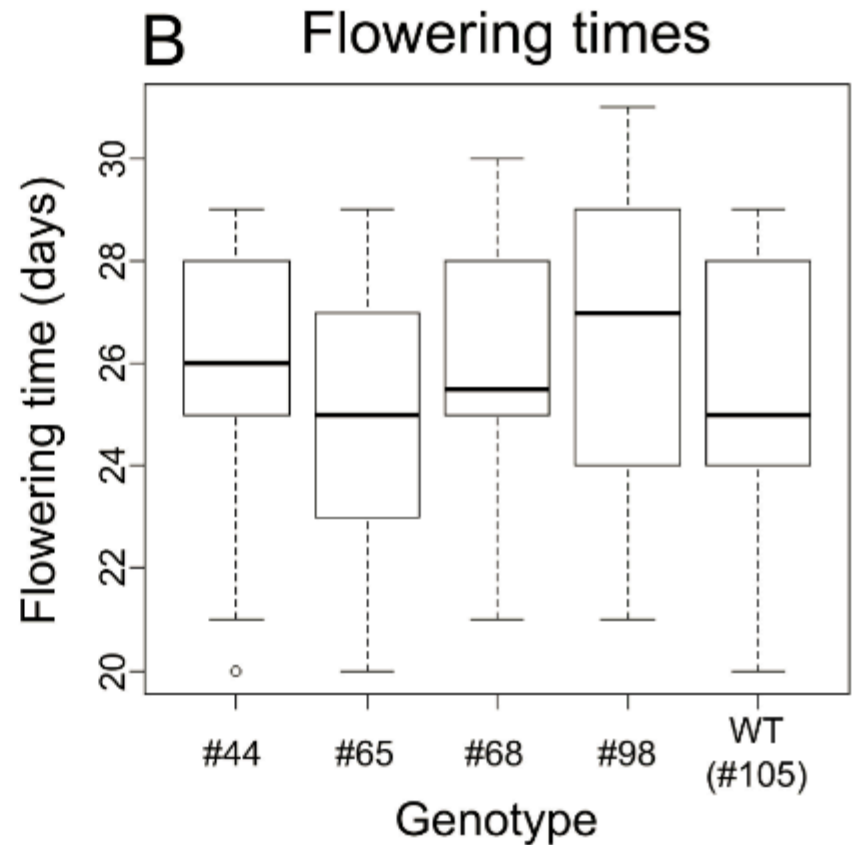 B Flowering times
Flowering time (days)
30
28
26
24
22
20
#44 #65 #68 #98 WT
(#105)
Genotype